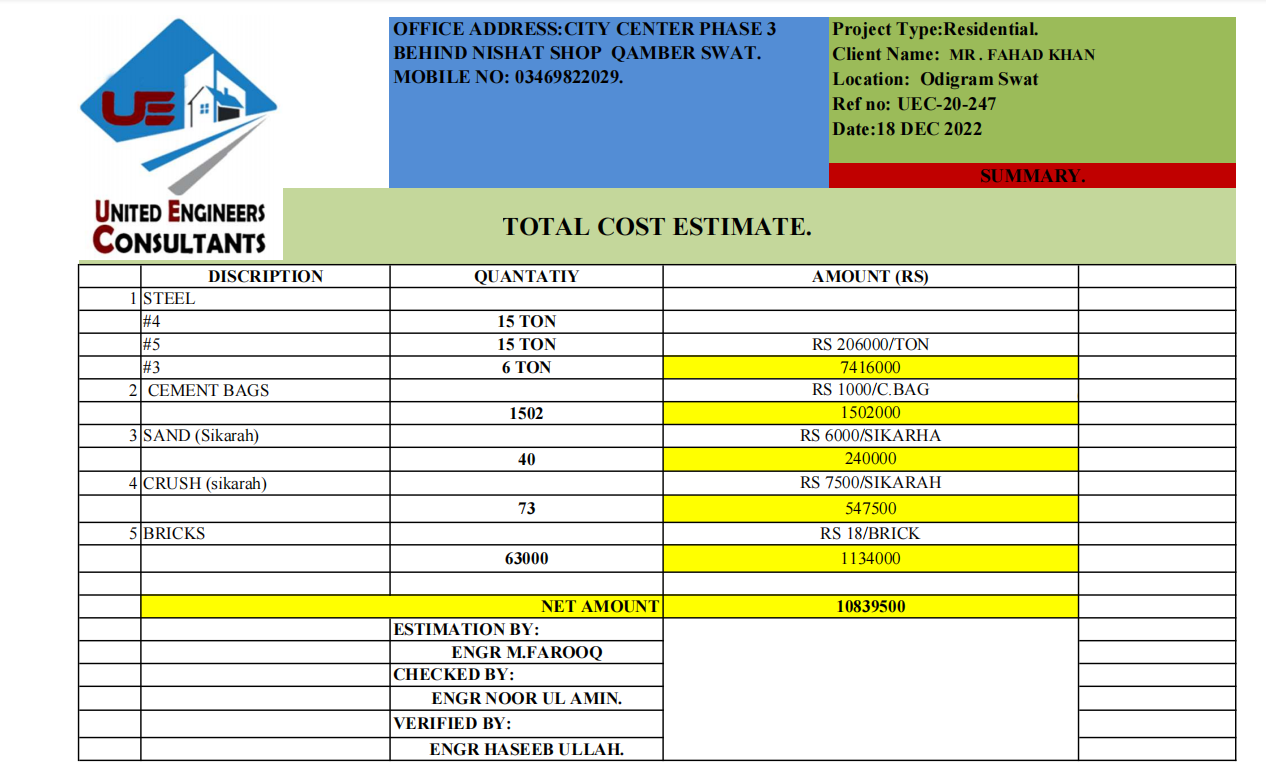 UE
UNITED ENGINEERS
CONSULTANTS
OFFICE ADDRESS:CITY CENTER PHASE 3
BEHIND NISHAT SHOP QAMBER SWAT.
MOBILE NO: 03469822029.
Project Type:Residential.
Client Name: MR. FAHAD KHAN
Location: Odigram Swat
Ref no: UEC-20-247
Date:18 DEC 2022
SUMMARY.
TOTAL COST ESTIMATE.
DISCRIPTION QUANTATIY AMOUNT (RS)
1 STEEL
#4 15 TON
#5 15 TON RS 206000/TON
#3 6 TON 7416000
2 CEMENT BAGS RS 1000/C.BAG
1502 1502000
3 SAND (Sikarah) RS 6000/SIKARHA
40 240000
4 CRUSH (sikarah) RS 7500/SIKARAH
73 547500
5 BRICKS RS 18/BRICK
63000 1134000
NET AMOUNT 10839500
ESTIMATION BY:
ENGR M.FAROOQ
CHECKED BY:
ENGR NOOR UL AMIN.
VERIFIED BY:
ENGR HASEEB ULLAH.